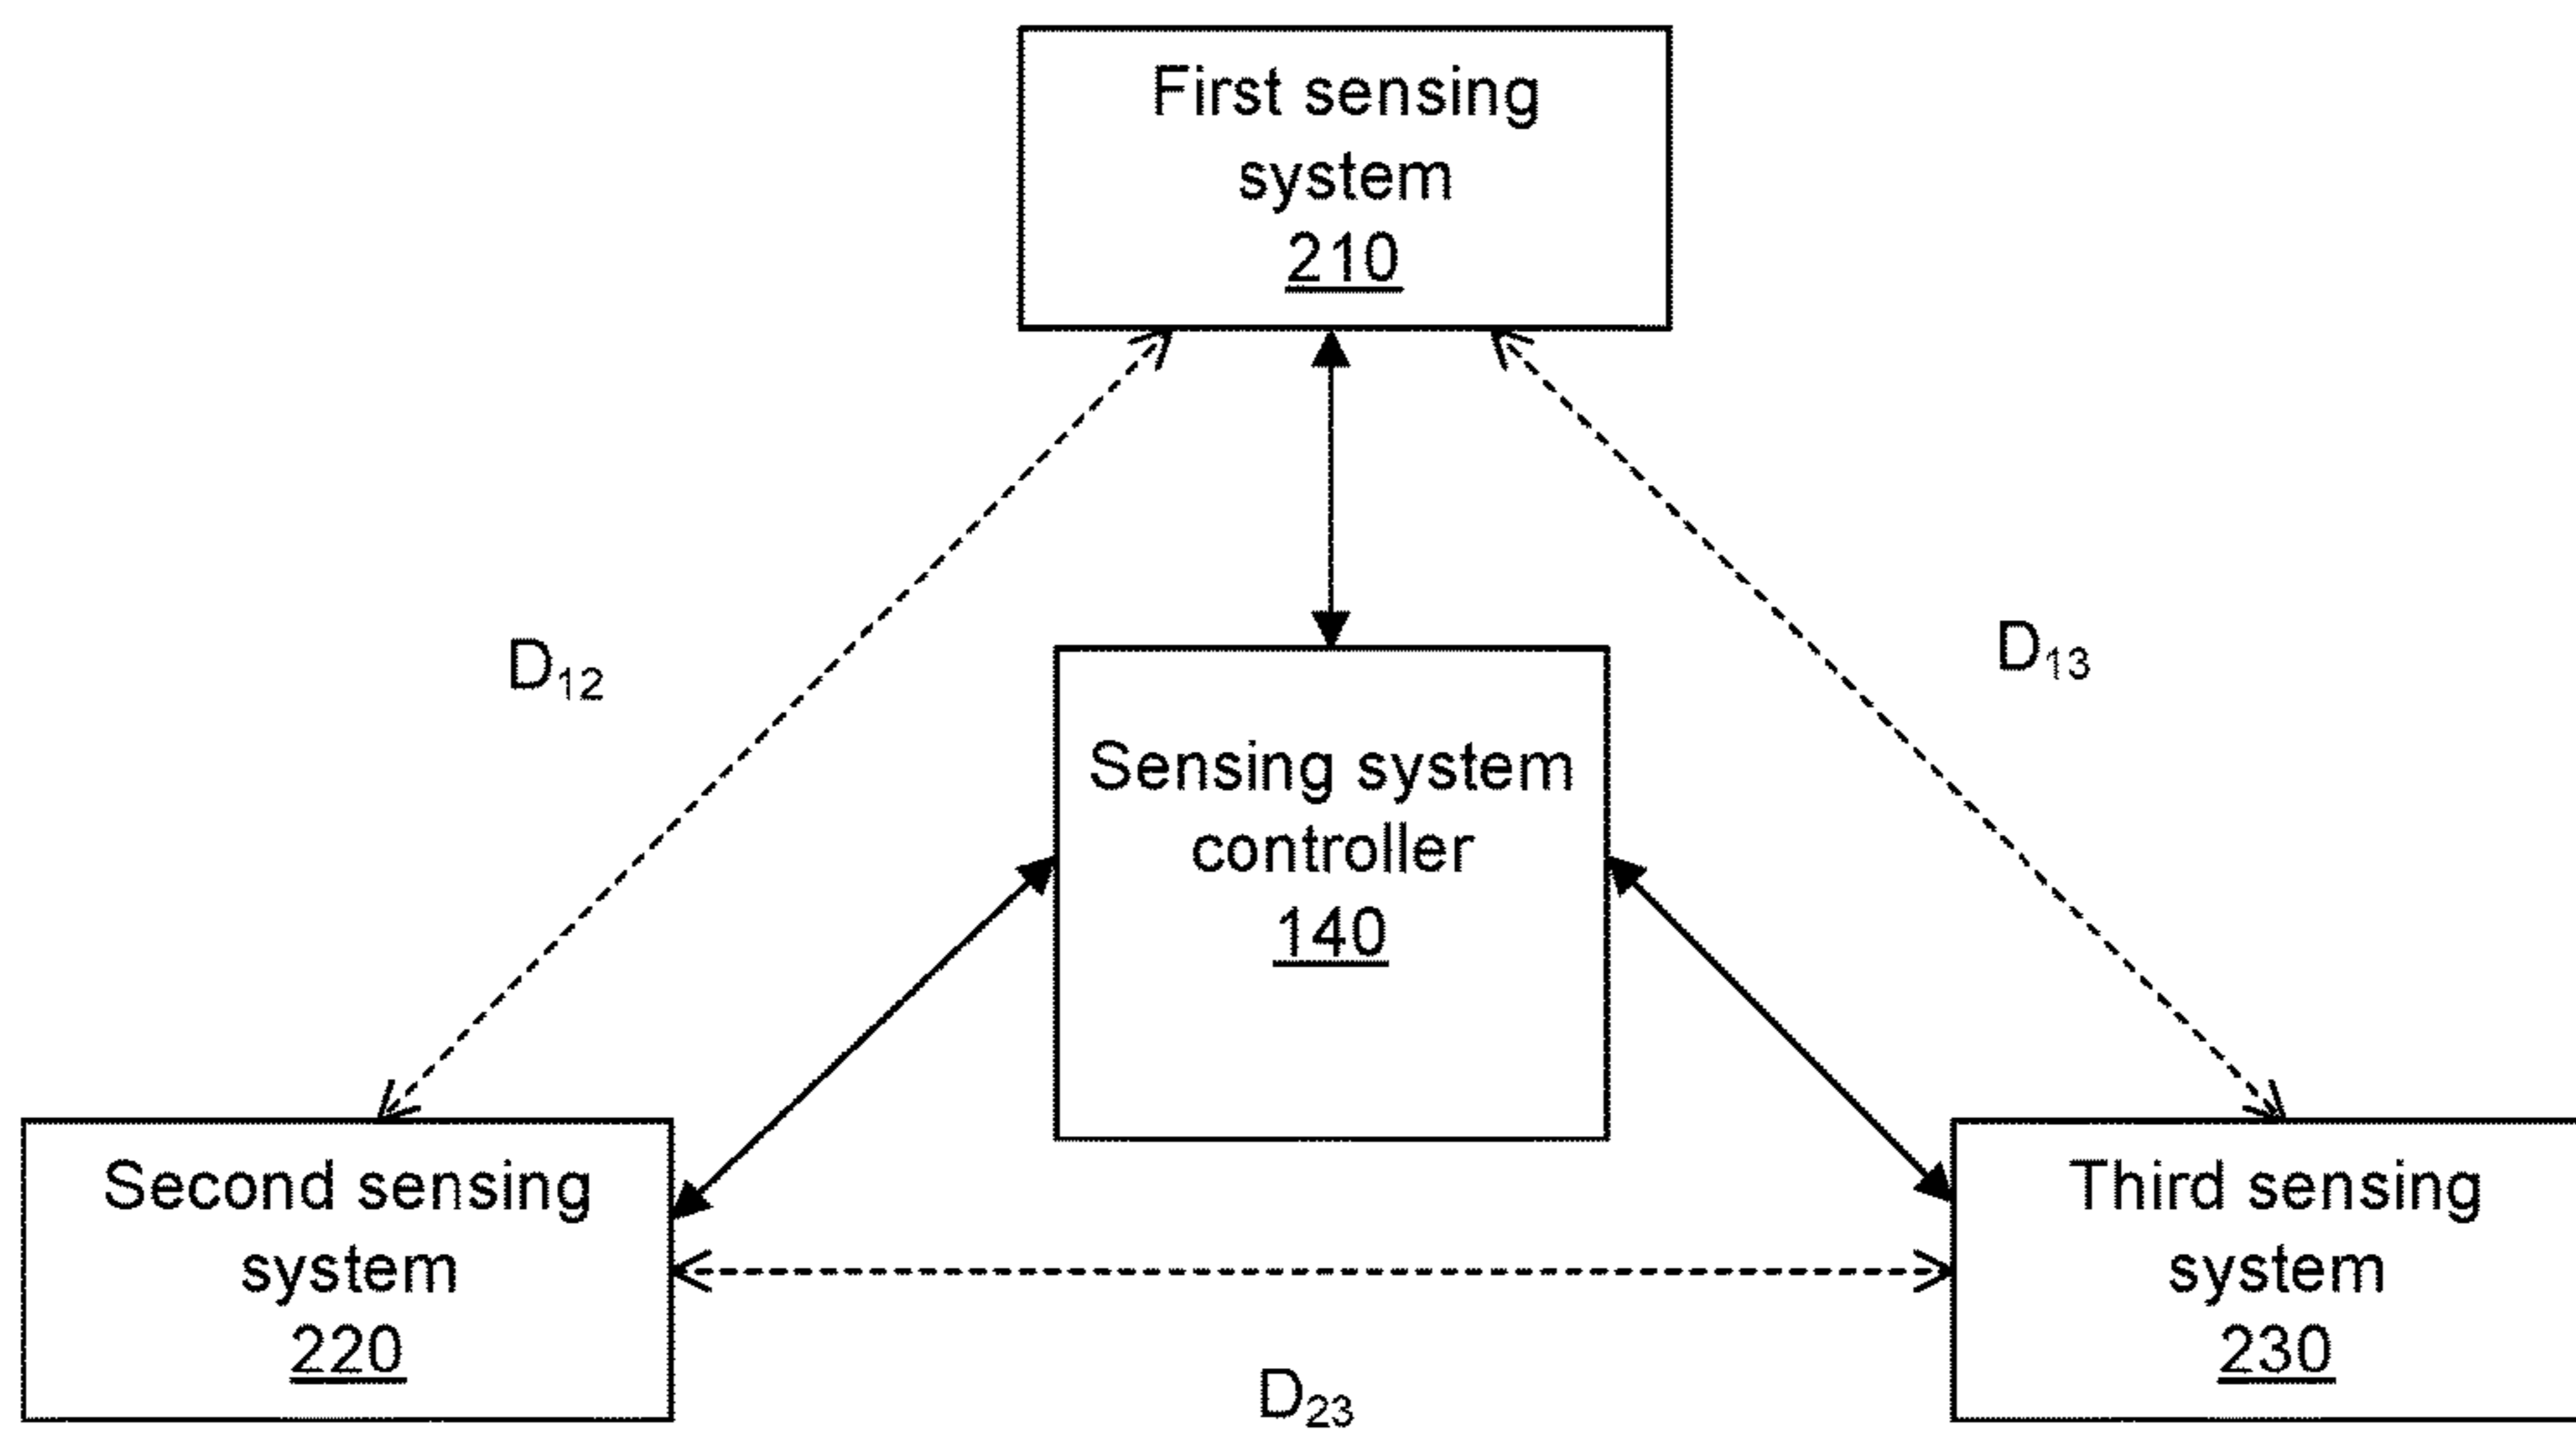 First sensing
system
210
D12
D13
Sensing system
controller
140
Second sensing
system
220
Third sensing
system
230
D23